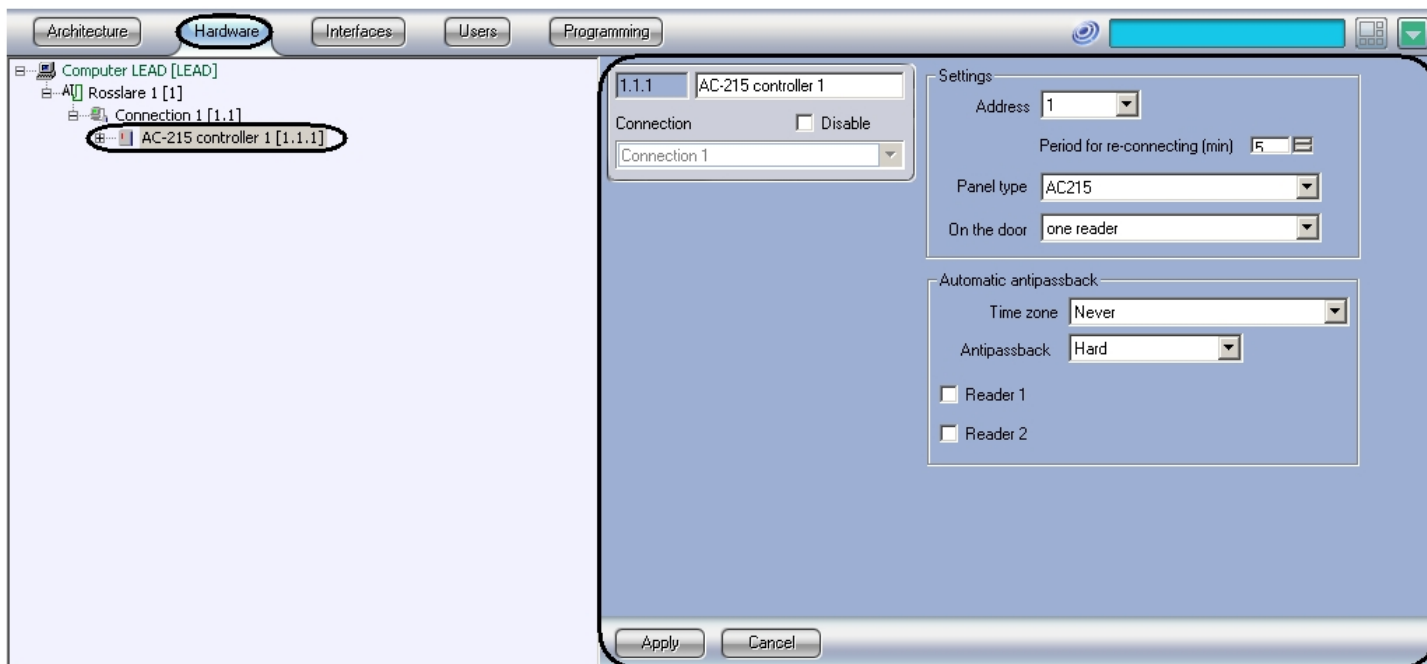 Architecture Hardware Interfaces Users Programming
Computer LEAD [LEAD]
Rosslare 1 [1]
Connection 1 [1.1]
AC-215 controller 1 [1.1.1]
1.1.1 AC-215 controller 1
Connection Disable
Connection 1
Settings
Address 1
Period for re-connecting (min) 5
Panel type AC215
On the door one reader
Automatic antipassback
Time zone Never
Antipassback Hard
Reader 1
Reader 2
Apply Cancel